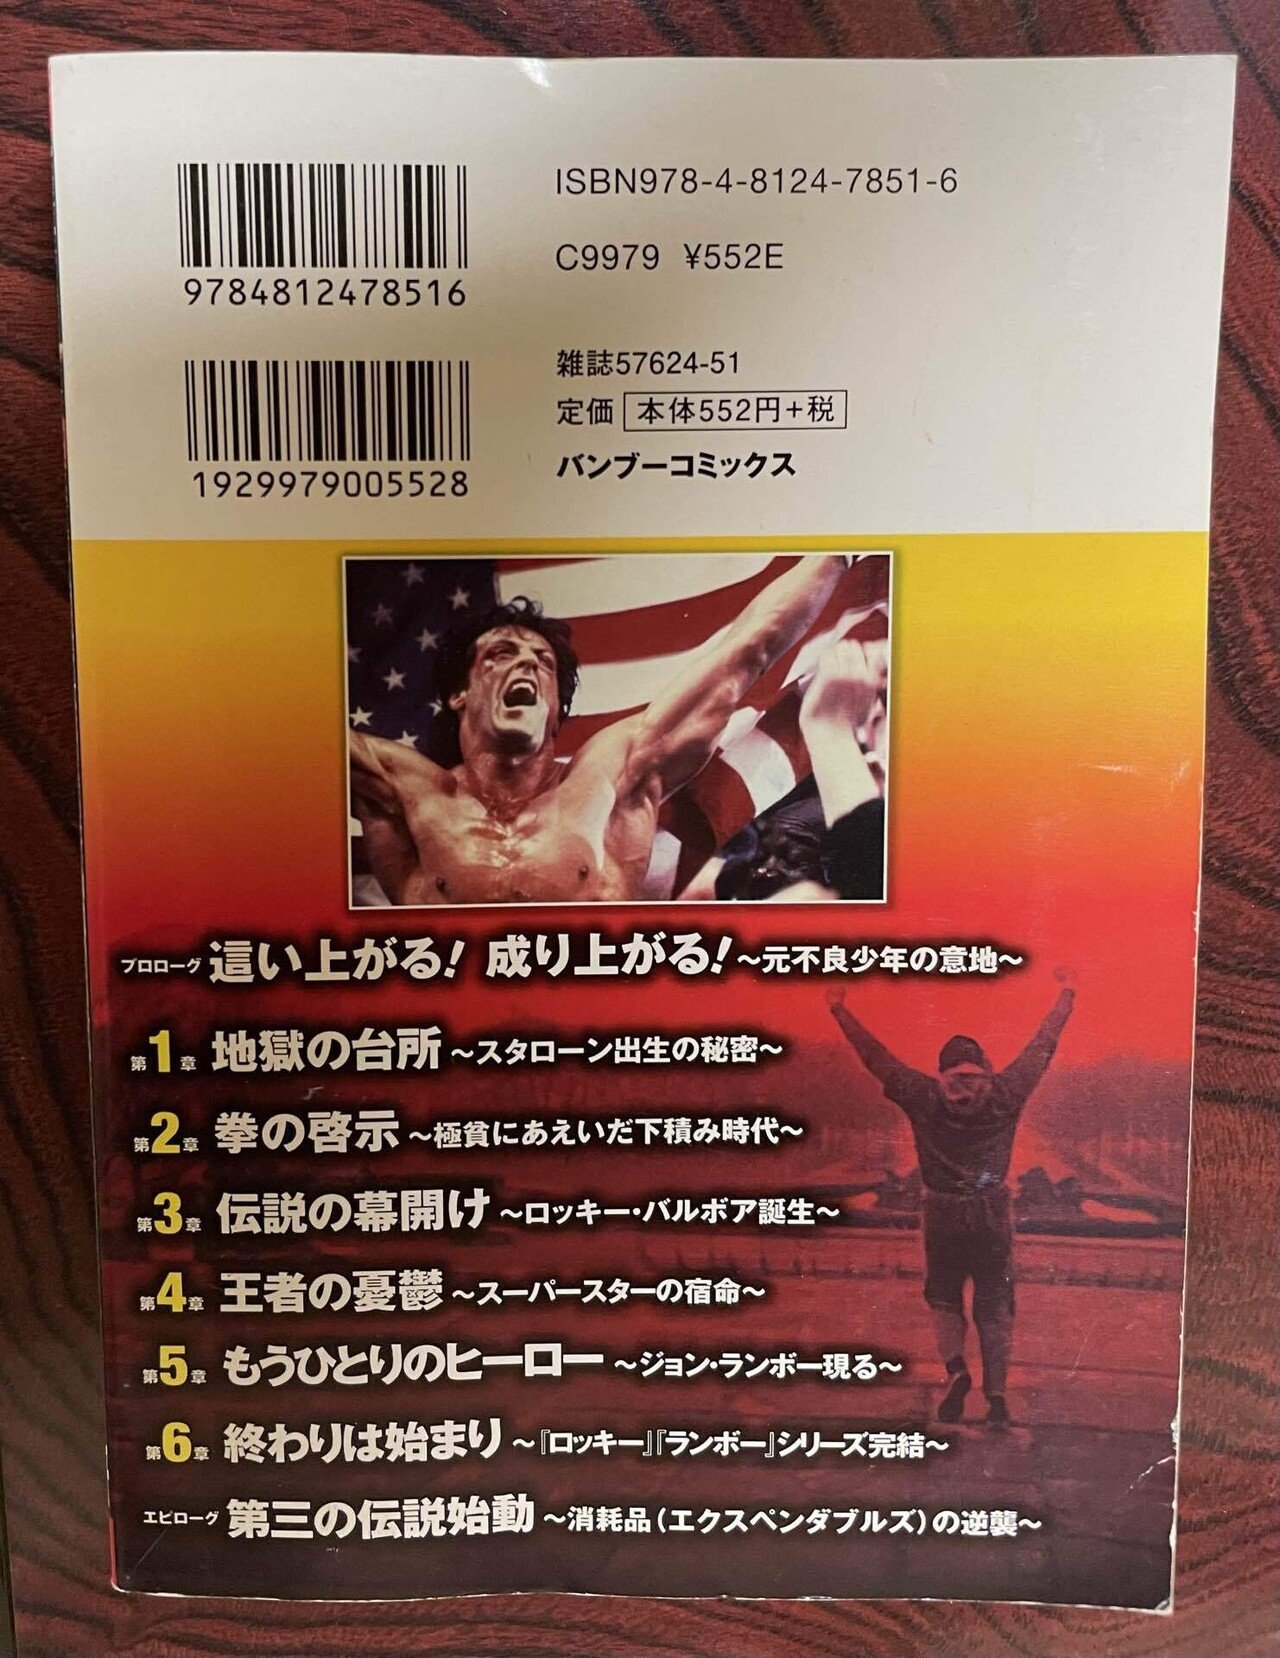 ISBN978-4-8124-7851-6
C9979 ¥552E
9784812478516
雑誌57624-51
定価 本体552円+税
バンブーコミックス
1929979005528
プロローグ 這い上がる! 成り上がる! 〜元不良少年の意地〜
第1章 地獄の台所 〜スタローン出生の秘密〜
第2章 拳の啓示 〜極貧にあえいだ下積み時代〜
第3章 伝説の幕開け 〜ロッキー・バルボア誕生〜
第4章 王者の憂鬱 〜スーパースターの宿命〜
第5章 もうひとりのヒーロー 〜ジョン・ランボー現る〜
第6章 終わりは始まり 〜『ロッキー』『ランボー』シリーズ完結〜
エピローグ 第三の伝説始動 〜消耗品(エクスペンダブルズ)の逆襲〜